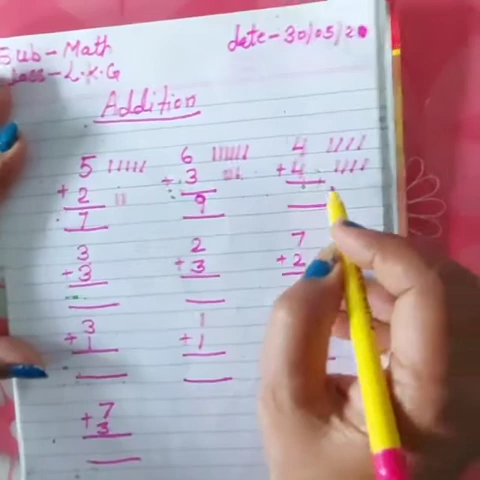 Sub - Math
date - 30/05/20
Class - L.K.G
Addition
5 6 4
+ 2 + 3 + 4
7 9
3 2 7
+ 3 + 3 + 2
3 1
+ 1 + 1
7
+ 3